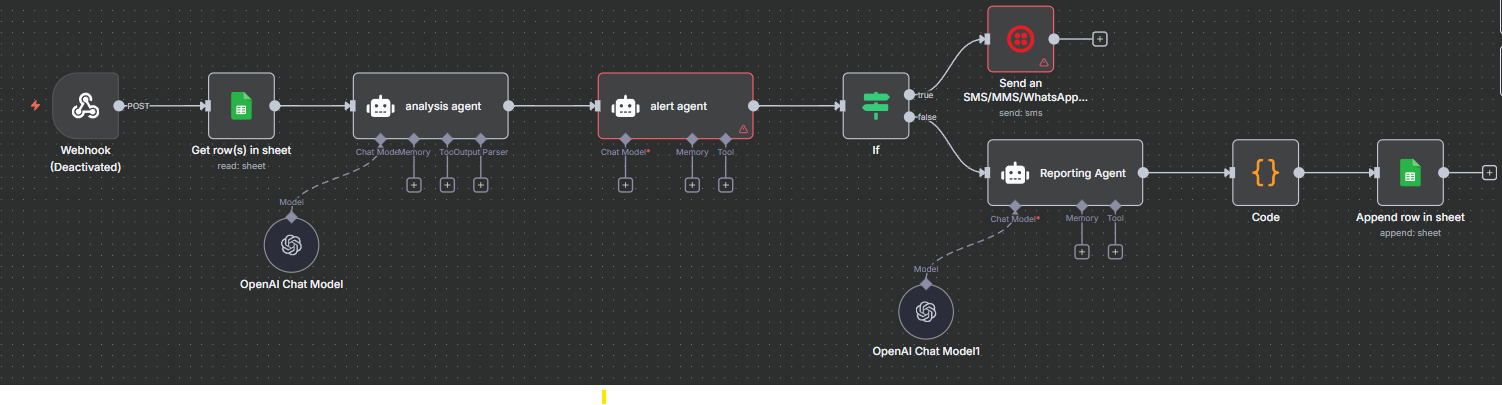 Send an
SMS/MMS/WhatsApp...
send: sms
true
false
POST
Webhook
(Deactivated)
Get row(s) in sheet
read: sheet
analysis agent
Chat Mode
Memory
Too
Output Parser
Model
OpenAI Chat Model
alert agent
Chat Model*
Memory
Tool
If
Reporting Agent
Chat Model*
Memory
Tool
Model
OpenAI Chat Model1
{}
Code
Append row in sheet
append: sheet